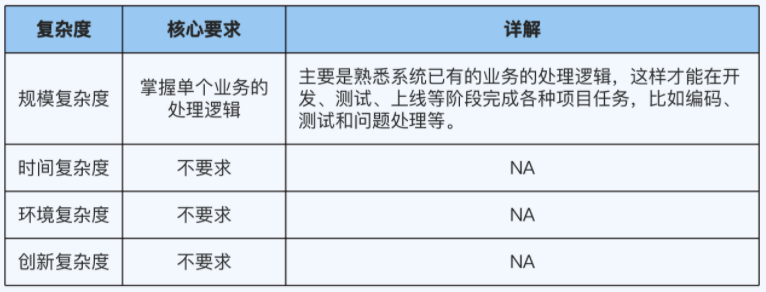 复杂度 核心要求 详解
规模复杂度
掌握单个业务的
处理逻辑
主要是熟悉系统已有的业务的处理逻辑，这样才能在开
发、测试、上线等阶段完成各种项目任务，比如编码、
测试和问题处理等。
时间复杂度 不要求 NA
环境复杂度 不要求 NA
创新复杂度 不要求 NA